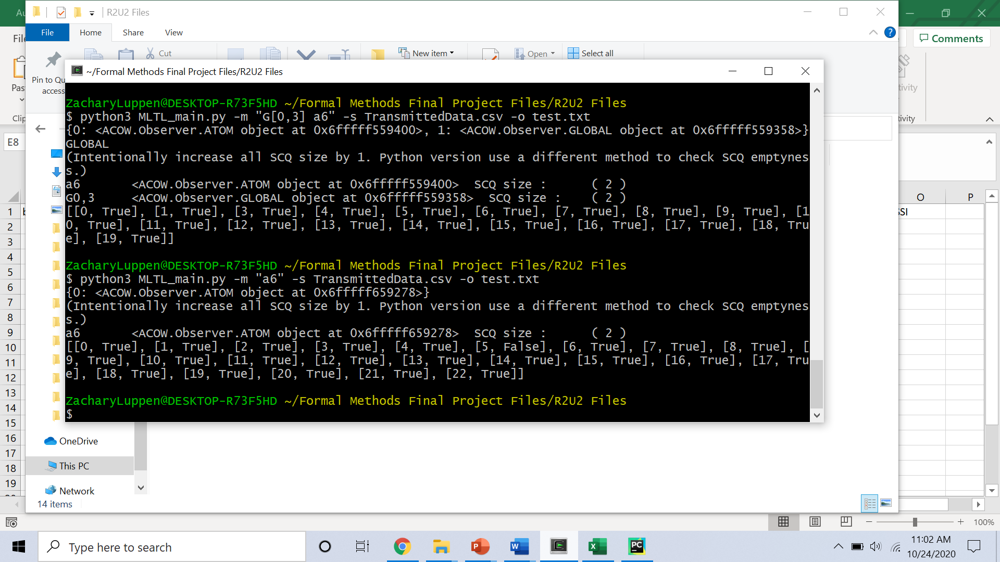 Au
R2U2 Files
File
Home
Share
View
Comments
Cut
New item
Open
Select all
Pin to Qu
access
Pas
Clip
~/Formal Methods Final Project Files/R2U2 Files
ZacharyLuppen@DESKTOP-R73F5HD ~/Formal Methods Final Project Files/R2U2 Files
$ python3 MLTL_main.py -m "G[0,3] a6" -s TransmittedData.csv -o test.txt
{0: <ACOW.Observer.ATOM object at 0x6fffff559400>, 1: <ACOW.Observer.GLOBAL object at 0x6fffff559358>}
GLOBAL
(Intentionally increase all SCQ size by 1. Python version use a different method to check SCQ emptynes
s.)
a6 <ACOW.Observer.ATOM object at 0x6fffff559400> SCQ size : ( 2 )
G0,3 <ACOW.Observer.GLOBAL object at 0x6fffff559358> SCQ size : ( 2 )
[[0, True], [1, True], [3, True], [4, True], [5, True], [6, True], [7, True], [8, True], [9, True], [1
0, True], [11, True], [12, True], [13, True], [14, True], [15, True], [16, True], [17, True], [18, Tru
e], [19, True]]
ZacharyLuppen@DESKTOP-R73F5HD ~/Formal Methods Final Project Files/R2U2 Files
$ python3 MLTL_main.py -m "a6" -s TransmittedData.csv -o test.txt
{0: <ACOW.Observer.ATOM object at 0x6fffff659278>}
(Intentionally increase all SCQ size by 1. Python version use a different method to check SCQ emptynes
s.)
a6 <ACOW.Observer.ATOM object at 0x6fffff659278> SCQ size : ( 2 )
[[0, True], [1, True], [2, True], [3, True], [4, True], [5, False], [6, True], [7, True], [8, True], [
9, True], [10, True], [11, True], [12, True], [13, True], [14, True], [15, True], [16, True], [17, Tru
e], [18, True], [19, True], [20, True], [21, True], [22, True]]
ZacharyLuppen@DESKTOP-R73F5HD ~/Formal Methods Final Project Files/R2U2 Files
$
tivity
tivity
E8
O
P
SSI
1
2
3
4
5
6
7
8
9
10
11
12
13
14
15
16
17
18
19
OneDrive
This PC
Network
14 items
100%
Type here to search
11:02 AM
10/24/2020